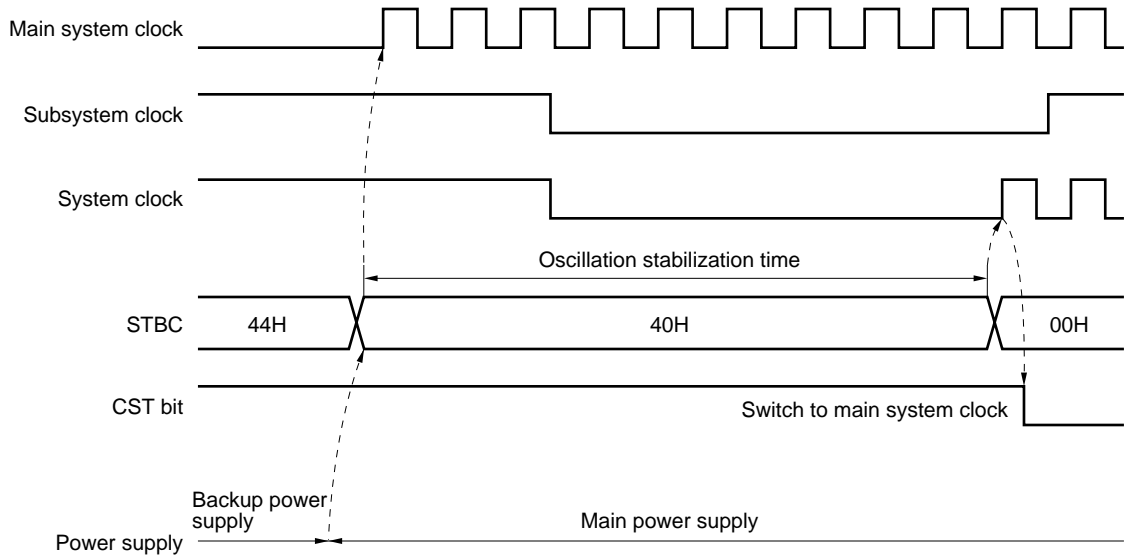 Main system clock
Subsystem clock
System clock
Oscillation stabilization time
STBC
44H
40H
00H
CST bit
Switch to main system clock
Backup power
supply
Main power supply
Power supply